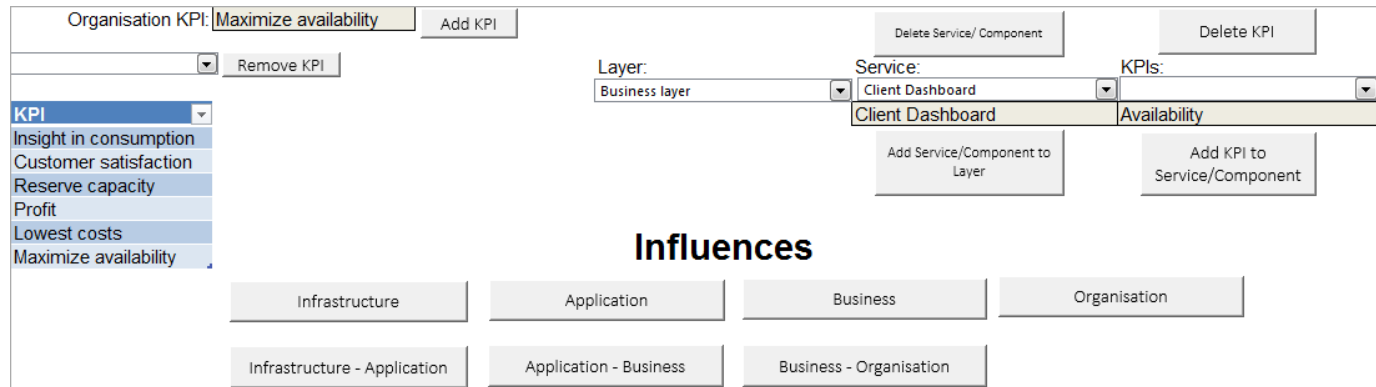 Organisation KPI: Maximize availability Add KPI
Delete Service/ Component Delete KPI
Remove KPI
Layer: Service: KPIs:
Business layer Client Dashboard
Client Dashboard Availability
KPI
Insight in consumption
Customer satisfaction
Reserve capacity
Profit
Lowest costs
Maximize availability
Add Service/Component to
Layer
Add KPI to
Service/Component
Influences
Infrastructure Application Business Organisation
Infrastructure - Application Application - Business Business - Organisation